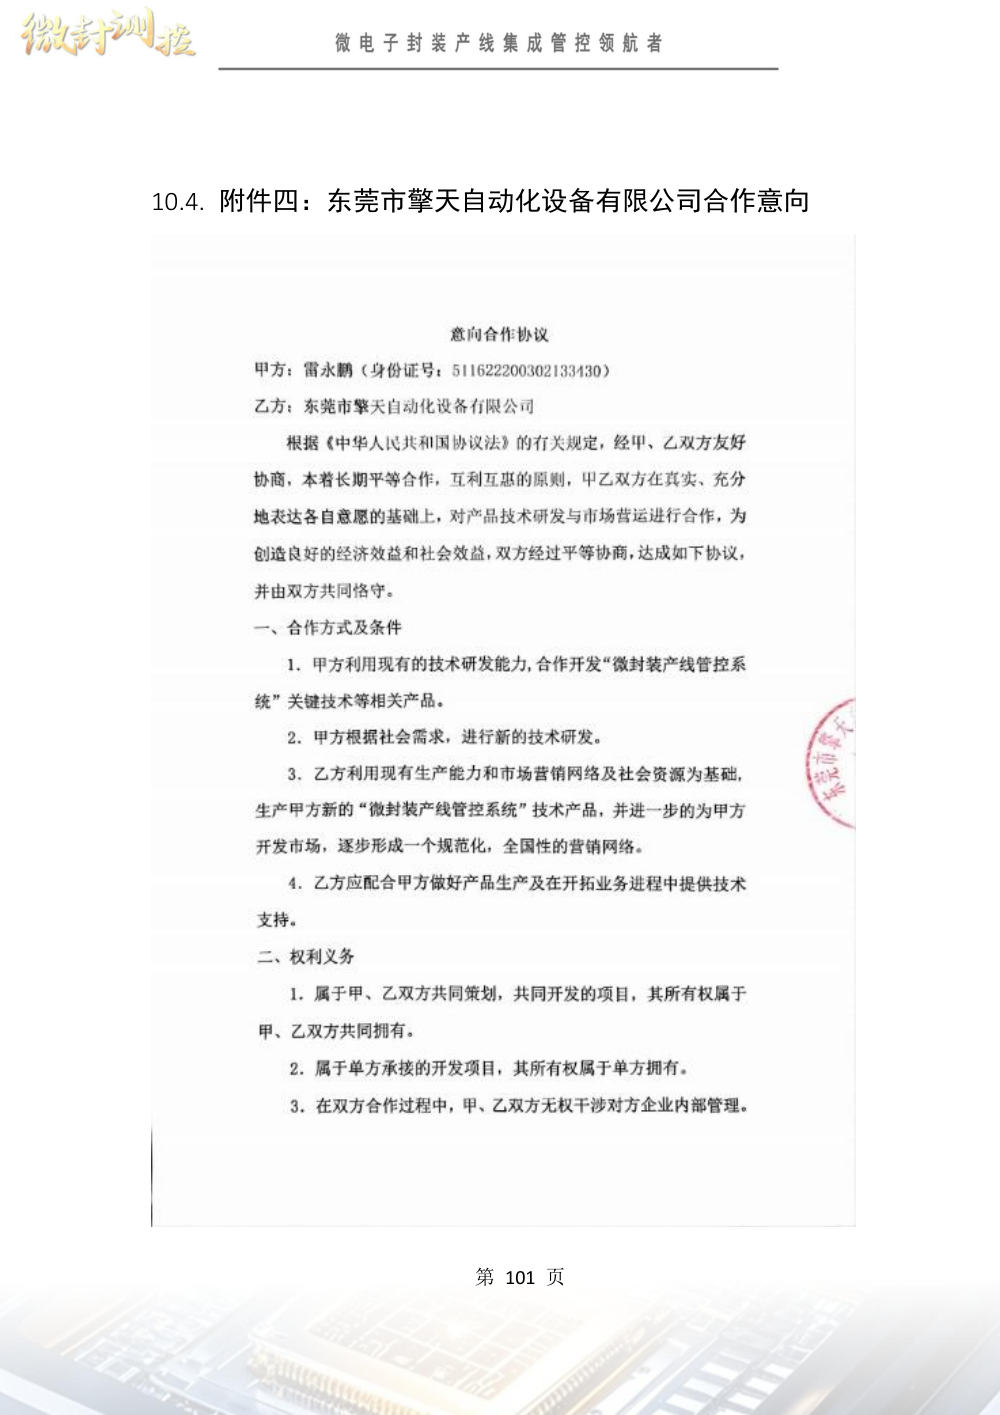 微封测控
微电子封装产线集成管控领航者
10.4. 附件四：东莞市擎天自动化设备有限公司合作意向
意向合作协议
甲方：雷永鹏（身份证号：511622200302133430）
乙方：东莞市擎天自动化设备有限公司
根据《中华人民共和国协议法》的有关规定，经甲、乙双方友好
协商，本着长期平等合作，互利互惠的原则，甲乙双方在真实、充分
地表达各自意愿的基础上，对产品技术研发与市场营运进行合作，为
创造良好的经济效益和社会效益，双方经过平等协商，达成如下协议，
并由双方共同恪守。
一、合作方式及条件
1. 甲方利用现有的技术研发能力，合作开发“微封装产线管控系
统”关键技术等相关产品。
2. 甲方根据社会需求，进行新的技术研发。
3. 乙方利用现有生产能力和市场营销网络及社会资源为基础，
生产甲方新的“微封装产线管控系统”技术产品，并进一步的为甲方
开发市场，逐步形成一个规范化，全国性的营销网络。
4. 乙方应配合甲方做好产品生产及在开拓业务进程中提供技术
支持。
二、权利义务
1. 属于甲、乙双方共同策划，共同开发的项目，其所有权属于
甲、乙双方共同拥有。
2. 属于单方承接的开发项目，其所有权属于单方拥有。
3. 在双方合作过程中，甲、乙双方无权干涉对方企业内部管理。
东莞市擎天
第 101 页